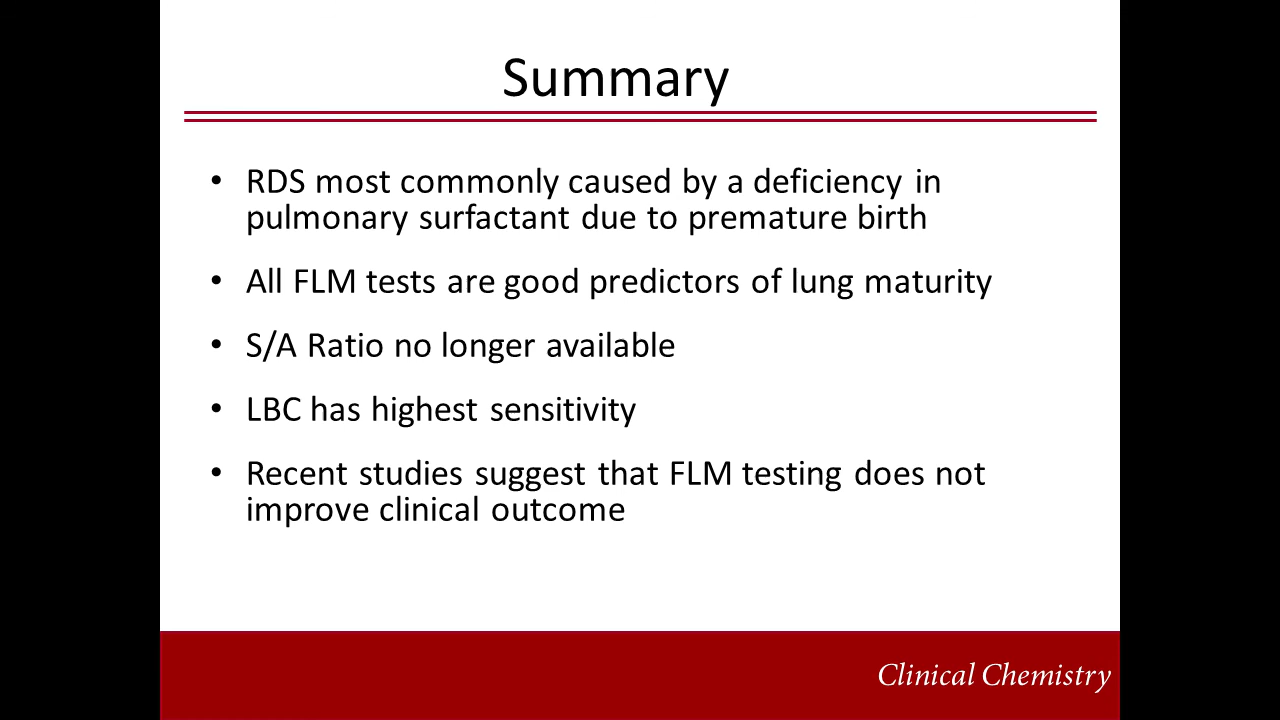 Summary
• RDS most commonly caused by a deficiency in
pulmonary surfactant due to premature birth
• All FLM tests are good predictors of lung maturity
• S/A Ratio no longer available
• LBC has highest sensitivity
• Recent studies suggest that FLM testing does not
improve clinical outcome
Clinical Chemistry